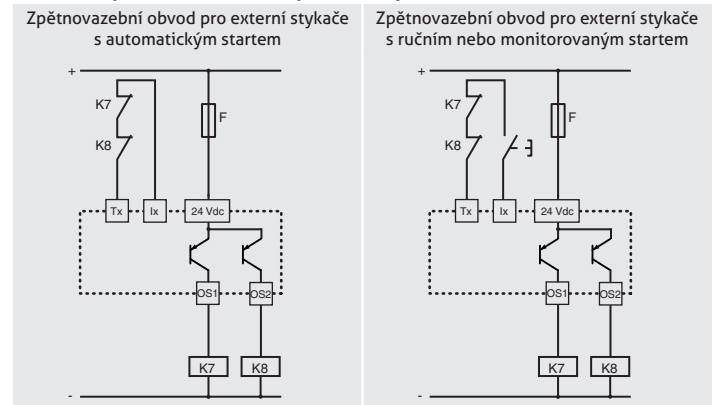 Zpětnovazební obvod pro externí stykače
s automatickým startem
+
K7
F
K8
Tx
Ix
24 Vdc
OS1
OS2
K7
K8
-
Zpětnovazební obvod pro externí stykače
s ručním nebo monitorovaným startem
+
K7
F
K8
Tx
Ix
24 Vdc
OS1
OS2
K7
K8
-